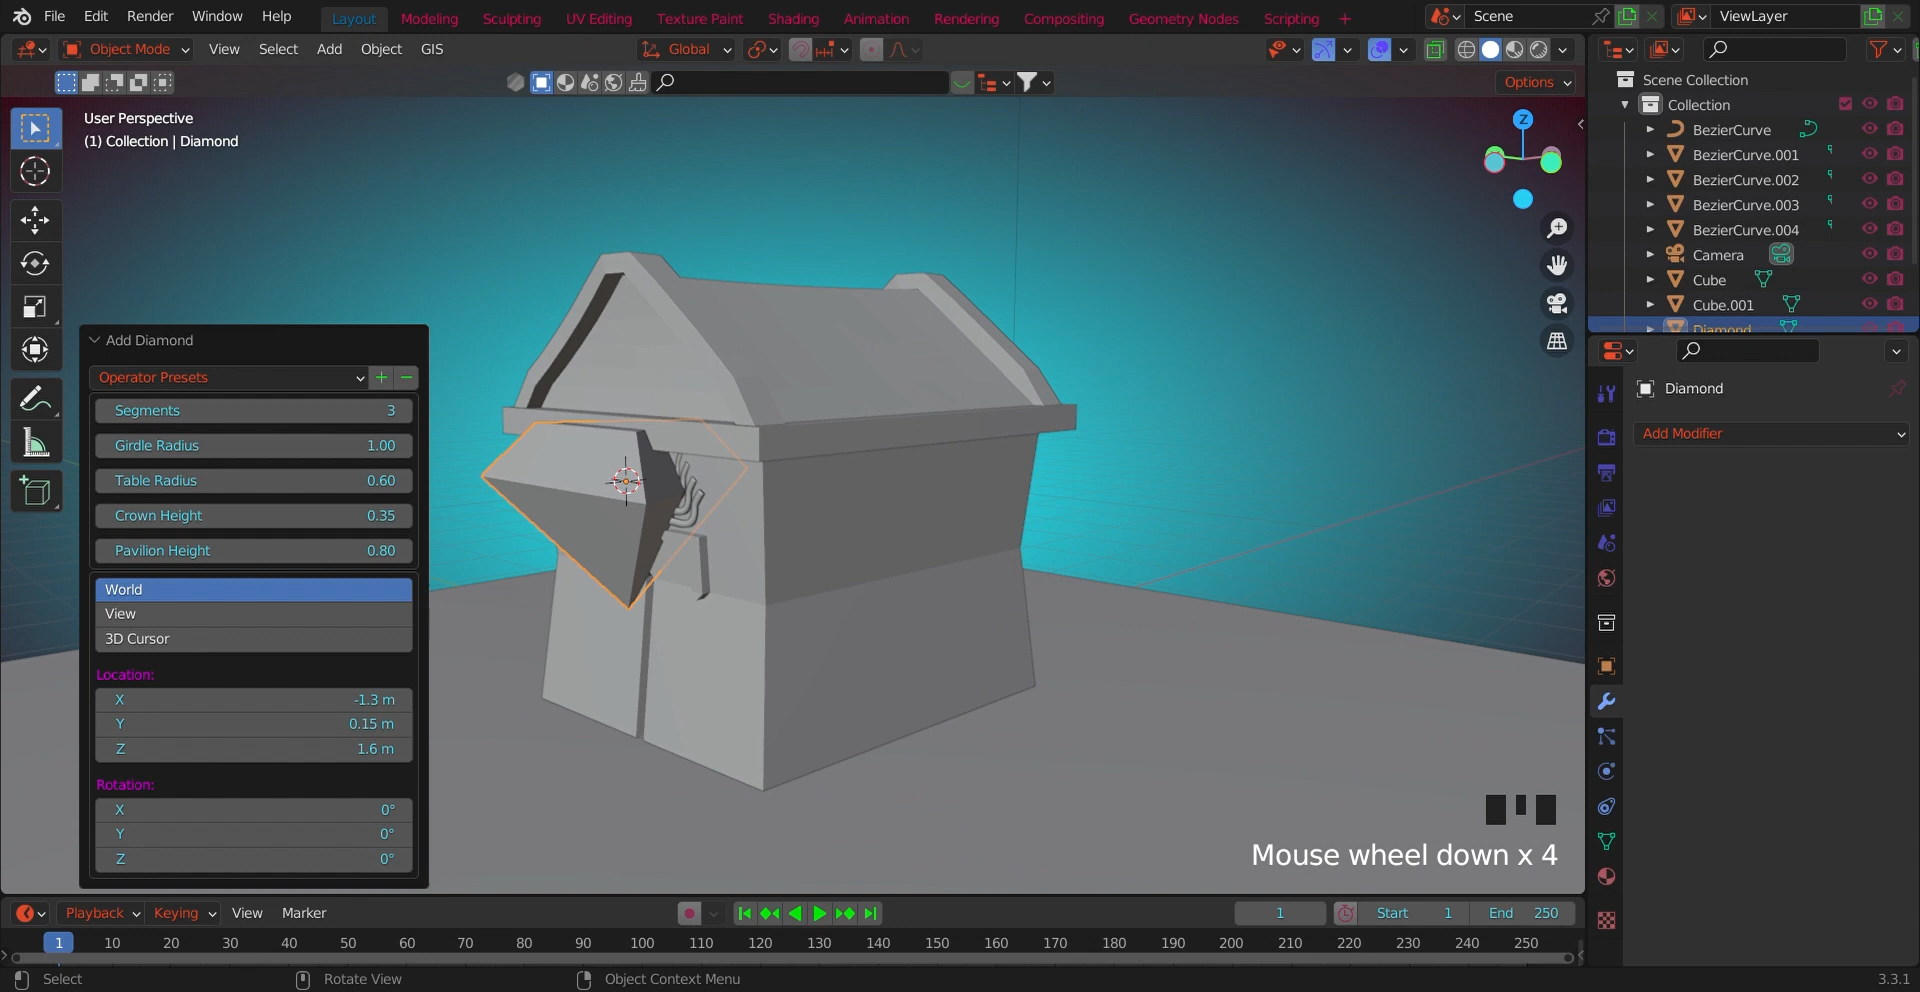 File Edit Render Window Help Layout Modeling Sculpting UV Editing Texture Paint Shading Animation Rendering Compositing Geometry Nodes Scripting + Scene ViewLayer
Object Mode View Select Add Object GIS Global
Options
User Perspective
(1) Collection | Diamond
Z
Scene Collection
Collection
BezierCurve
BezierCurve.001
BezierCurve.002
BezierCurve.003
BezierCurve.004
Camera
Cube
Cube.001
Diamond
Diamond
Add Modifier
Add Diamond
Operator Presets + −
Segments 3
Girdle Radius 1.00
Table Radius 0.60
Crown Height 0.35
Pavilion Height 0.80
World
View
3D Cursor
Location:
X -1.3 m
Y 0.15 m
Z 1.6 m
Rotation:
X 0°
Y 0°
Z 0°
Mouse wheel down x 4
Playback Keying View Marker 1 Start 1 End 250
1 10 20 30 40 50 60 70 80 90 100 110 120 130 140 150 160 170 180 190 200 210 220 230 240 250
Select Rotate View Object Context Menu 3.3.1